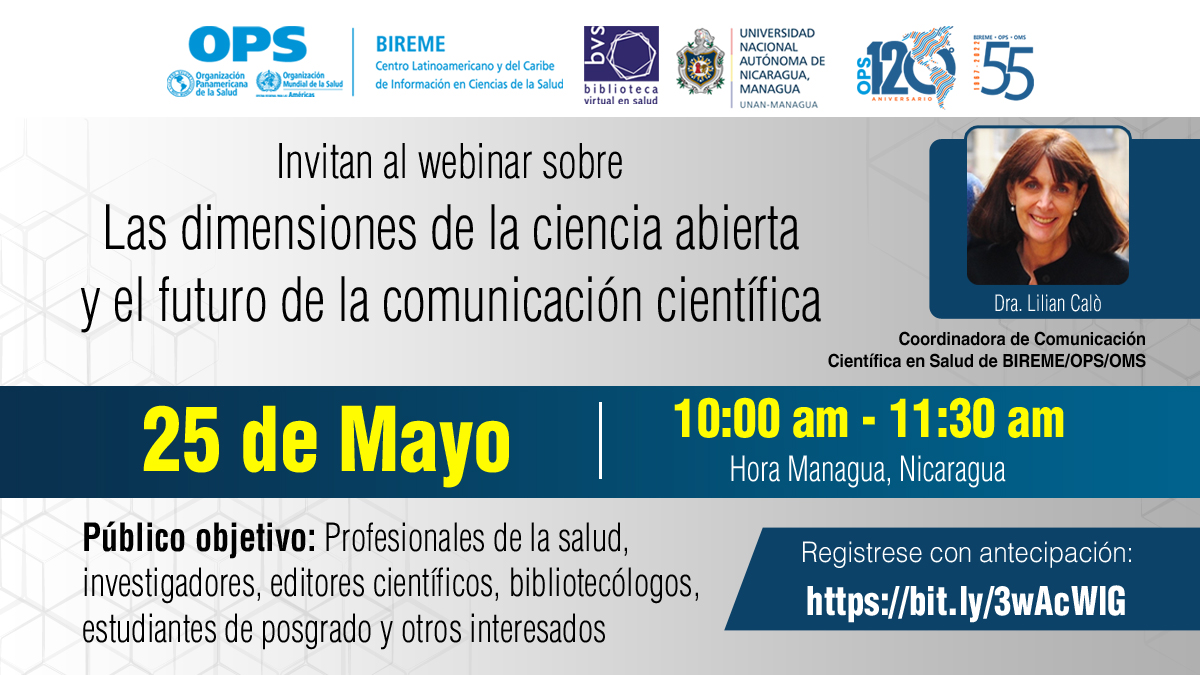 OPS
Organización
Panamericana
de la Salud
Organización
Mundial de la Salud
Américas
BIREME
Centro Latinoamericano y del Caribe
de Información en Ciencias de la Salud
bvs
biblioteca
virtual en salud
UNIVERSIDAD
NACIONAL
AUTÓNOMA DE
NICARAGUA,
MANAGUA
UNAN-MANAGUA
OPS
120
ANIVERSARIO
BIREME • OPS • OMS
1967 - 2022
55
Invitan al webinar sobre
Las dimensiones de la ciencia abierta
y el futuro de la comunicación científica
Dra. Lilian Calò
Coordinadora de Comunicación
Científica en Salud de BIREME/OPS/OMS
25 de Mayo
10:00 am - 11:30 am
Hora Managua, Nicaragua
Público objetivo: Profesionales de la salud,
investigadores, editores científicos, bibliotecólogos,
estudiantes de posgrado y otros interesados
Registrese con antecipación:
https://bit.ly/3wAcWlG